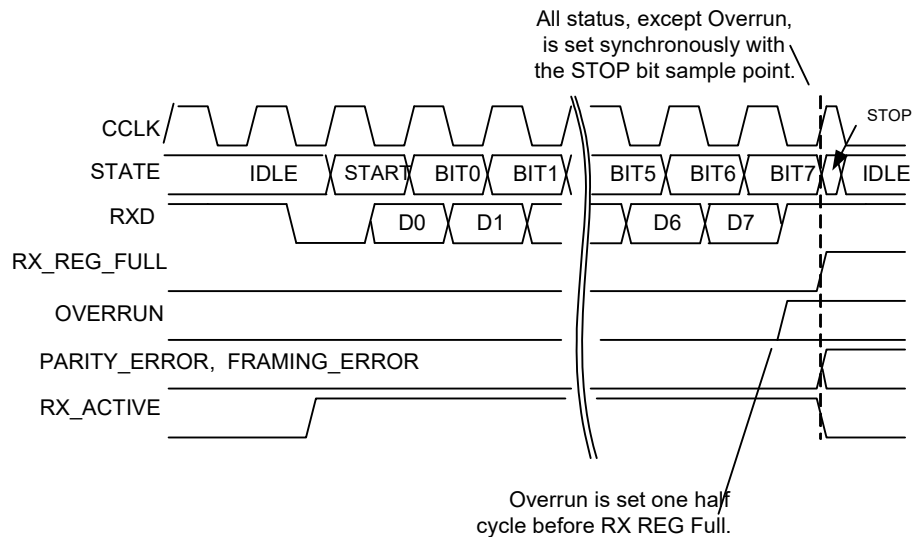 All status, except Overrun,
is set synchronously with
the STOP bit sample point.
CCLK
STOP
STATE
IDLE START BIT0 BIT1 BIT5 BIT6 BIT7 IDLE
RXD
D0 D1 D6 D7
RX_REG_FULL
OVERRUN
PARITY_ERROR, FRAMING_ERROR
RX_ACTIVE
Overrun is set one half
cycle before RX REG Full.